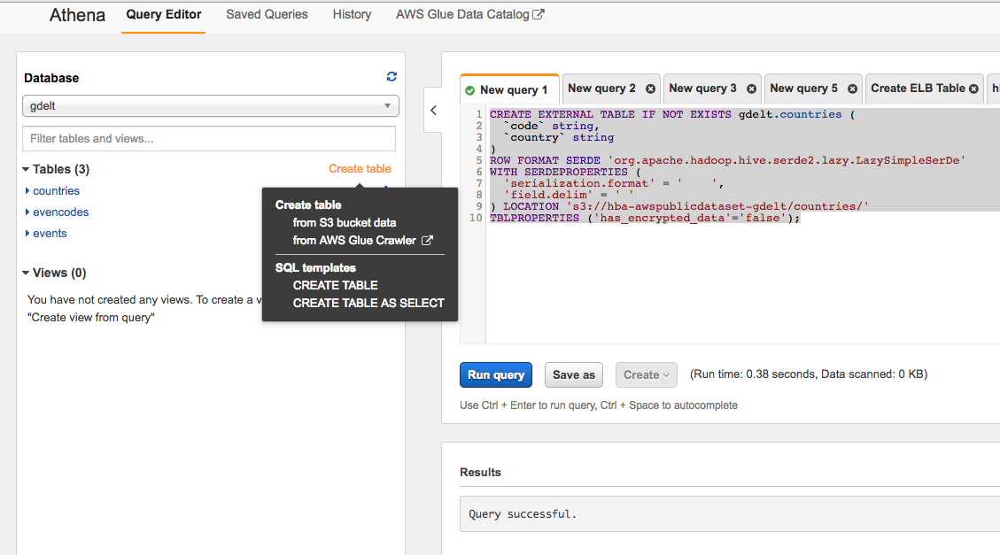 Athena Query Editor Saved Queries History AWS Glue Data Catalog
Database
gdelt
Filter tables and views...
Tables (3) Create table
countries
evencodes
events
Views (0)
You have not created any views. To create a v
"Create view from query"
Create table
from S3 bucket data
from AWS Glue Crawler
SQL templates
CREATE TABLE
CREATE TABLE AS SELECT
New query 1 New query 2 New query 3 New query 5 Create ELB Table
1 CREATE EXTERNAL TABLE IF NOT EXISTS gdelt.countries (
2 `code` string,
3 `country` string
4 )
5 ROW FORMAT SERDE 'org.apache.hadoop.hive.serde2.lazy.LazySimpleSerDe'
6 WITH SERDEPROPERTIES (
7 'serialization.format' = '    ',
8 'field.delim' = ' '
9 ) LOCATION 's3://hba-awspublicdataset-gdelt/countries/'
10 TBLPROPERTIES ('has_encrypted_data'='false');
Run query Save as Create (Run time: 0.38 seconds, Data scanned: 0 KB)
Use Ctrl + Enter to run query, Ctrl + Space to autocomplete
Results
Query successful.